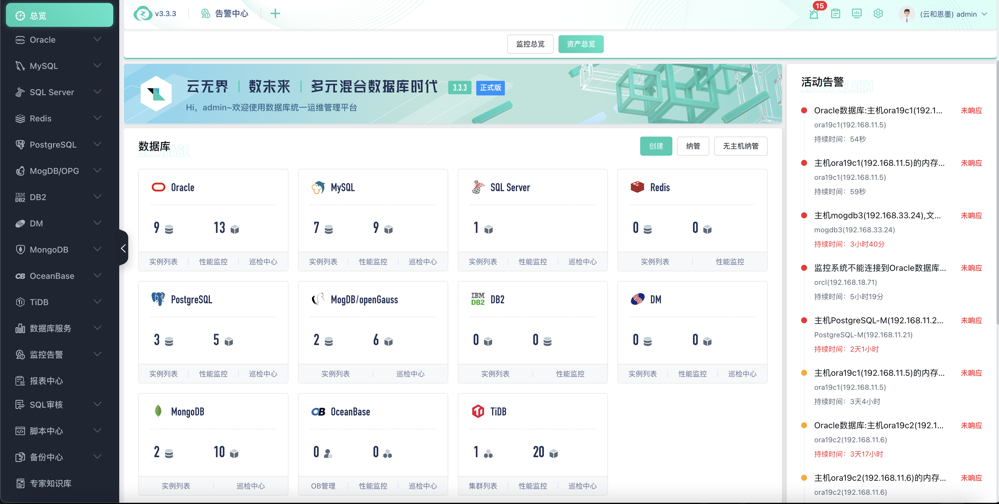 总览
Oracle
MySQL
SQL Server
Redis
PostgreSQL
MogDB/OPG
IBM DB2 DB2
DM
MongoDB
OB OceanBase
TiDB
数据库服务
监控告警
报表中心
SQL审核
脚本中心
备份中心
专家知识库
v3.3.3 告警中心 15 (云和恩墨) admin
监控总览 资产总览
云无界 | 数未来 | 多元混合数据库时代 3.3.3 正式版
Hi，admin~欢迎使用数据库统一运维管理平台
数据库 DATABASE 创建 纳管 无主机纳管
Oracle
9 13
实例列表 性能监控 巡检中心
MySQL
7 9
实例列表 性能监控 巡检中心
SQL Server
1
实例列表 性能监控 巡检中心
Redis
0 0
实例列表 性能监控
PostgreSQL
3 5
实例列表 性能监控 巡检中心
MogDB/openGauss
2 6
实例列表 巡检中心
IBM DB2 DB2
0 0
实例列表 性能监控
DM
0 0
实例列表 性能监控 巡检中心
MongoDB
2 10
实例列表 巡检中心
OB OceanBase
0 0
OB管理 性能监控 巡检中心
TiDB
1 20
集群列表 性能监控 巡检中心
活动告警
ACTIVE ALARM
Oracle数据库:主机ora19c1(192.1... 未响应
ora19c1(192.168.11.5)
持续时间：54秒
主机ora19c1(192.168.11.5)的内存... 未响应
ora19c1(192.168.11.5)
持续时间：59秒
主机mogdb3(192.168.33.24),文... 未响应
mogdb3(192.168.33.24)
持续时间：3小时40分
监控系统不能连接到Oracle数据库... 未响应
orcl(192.168.18.71)
持续时间：5小时19分
主机PostgreSQL-M(192.168.11.2... 未响应
PostgreSQL-M(192.168.11.21)
持续时间：2天1小时
主机ora19c1(192.168.11.5)的内存... 未响应
ora19c1(192.168.11.5)
持续时间：3天4小时
Oracle数据库:主机ora19c2(192.1... 未响应
ora19c2(192.168.11.6)
持续时间：3天17小时
主机ora19c2(192.168.11.6)的内存... 未响应
ora19c2(192.168.11.6)